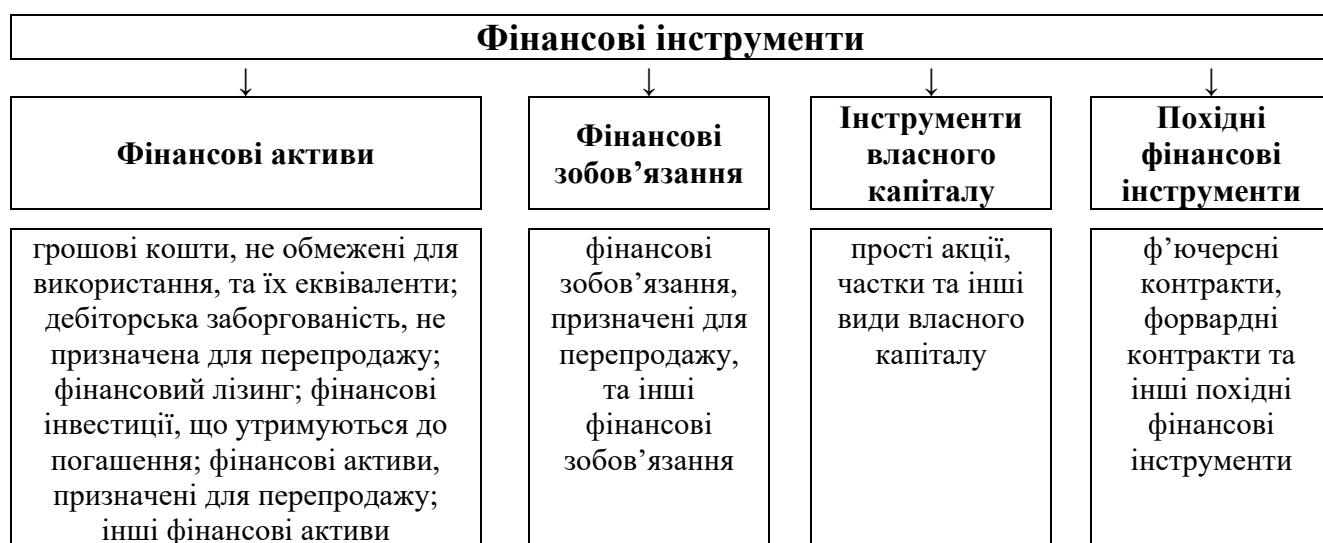 Фінансові інструменти
↓ ↓ ↓ ↓
Фінансові активи
Фінансові
зобов’язання
Інструменти
власного
капіталу
Похідні
фінансові
інструменти
грошові кошти, не обмежені для
використання, та їх еквіваленти;
дебіторська заборгованість, не
призначена для перепродажу;
фінансовий лізинг; фінансові
інвестиції, що утримуються до
погашення; фінансові активи,
призначені для перепродажу;
інші фінансові активи
фінансові
зобов’язання,
призначені для
перепродажу,
та інші
фінансові
зобов’язання
прості акції,
частки та інші
види власного
капіталу
ф’ючерсні
контракти,
форвардні
контракти та
інші похідні
фінансові
інструменти